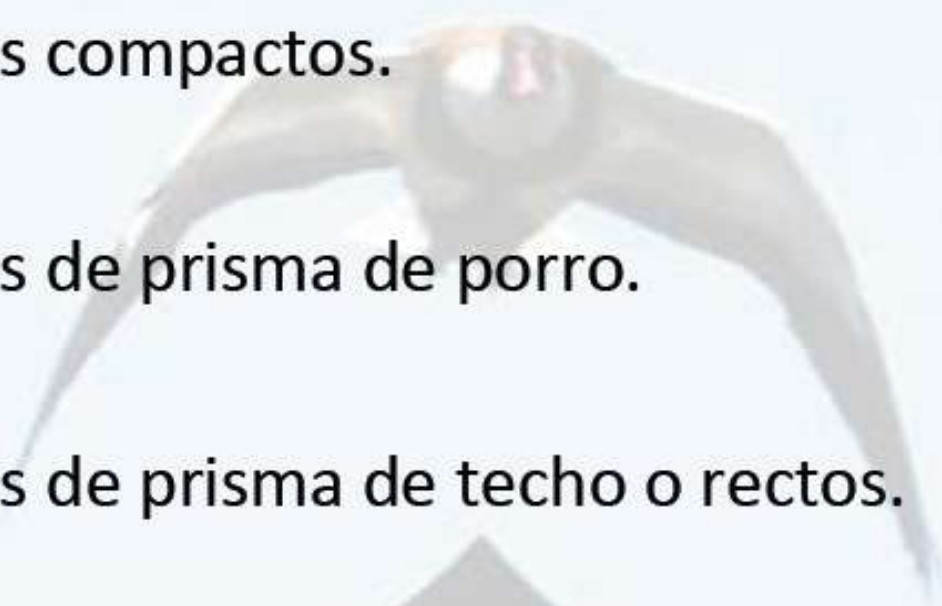 s compactos.
s de prisma de porro.
s de prisma de techo o rectos.